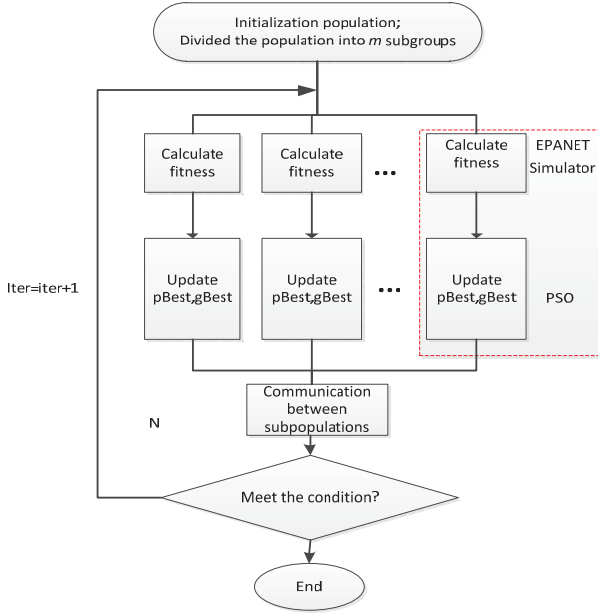 Initialization population;
Divided the population into m subgroups
Calculate
fitness
Calculate
fitness
...
Calculate
fitness
EPANET
Simulator
Update
pBest,gBest
Update
pBest,gBest
...
Update
pBest,gBest
PSO
Iter=iter+1
Communication
between
subpopulations
N
Meet the condition?
End